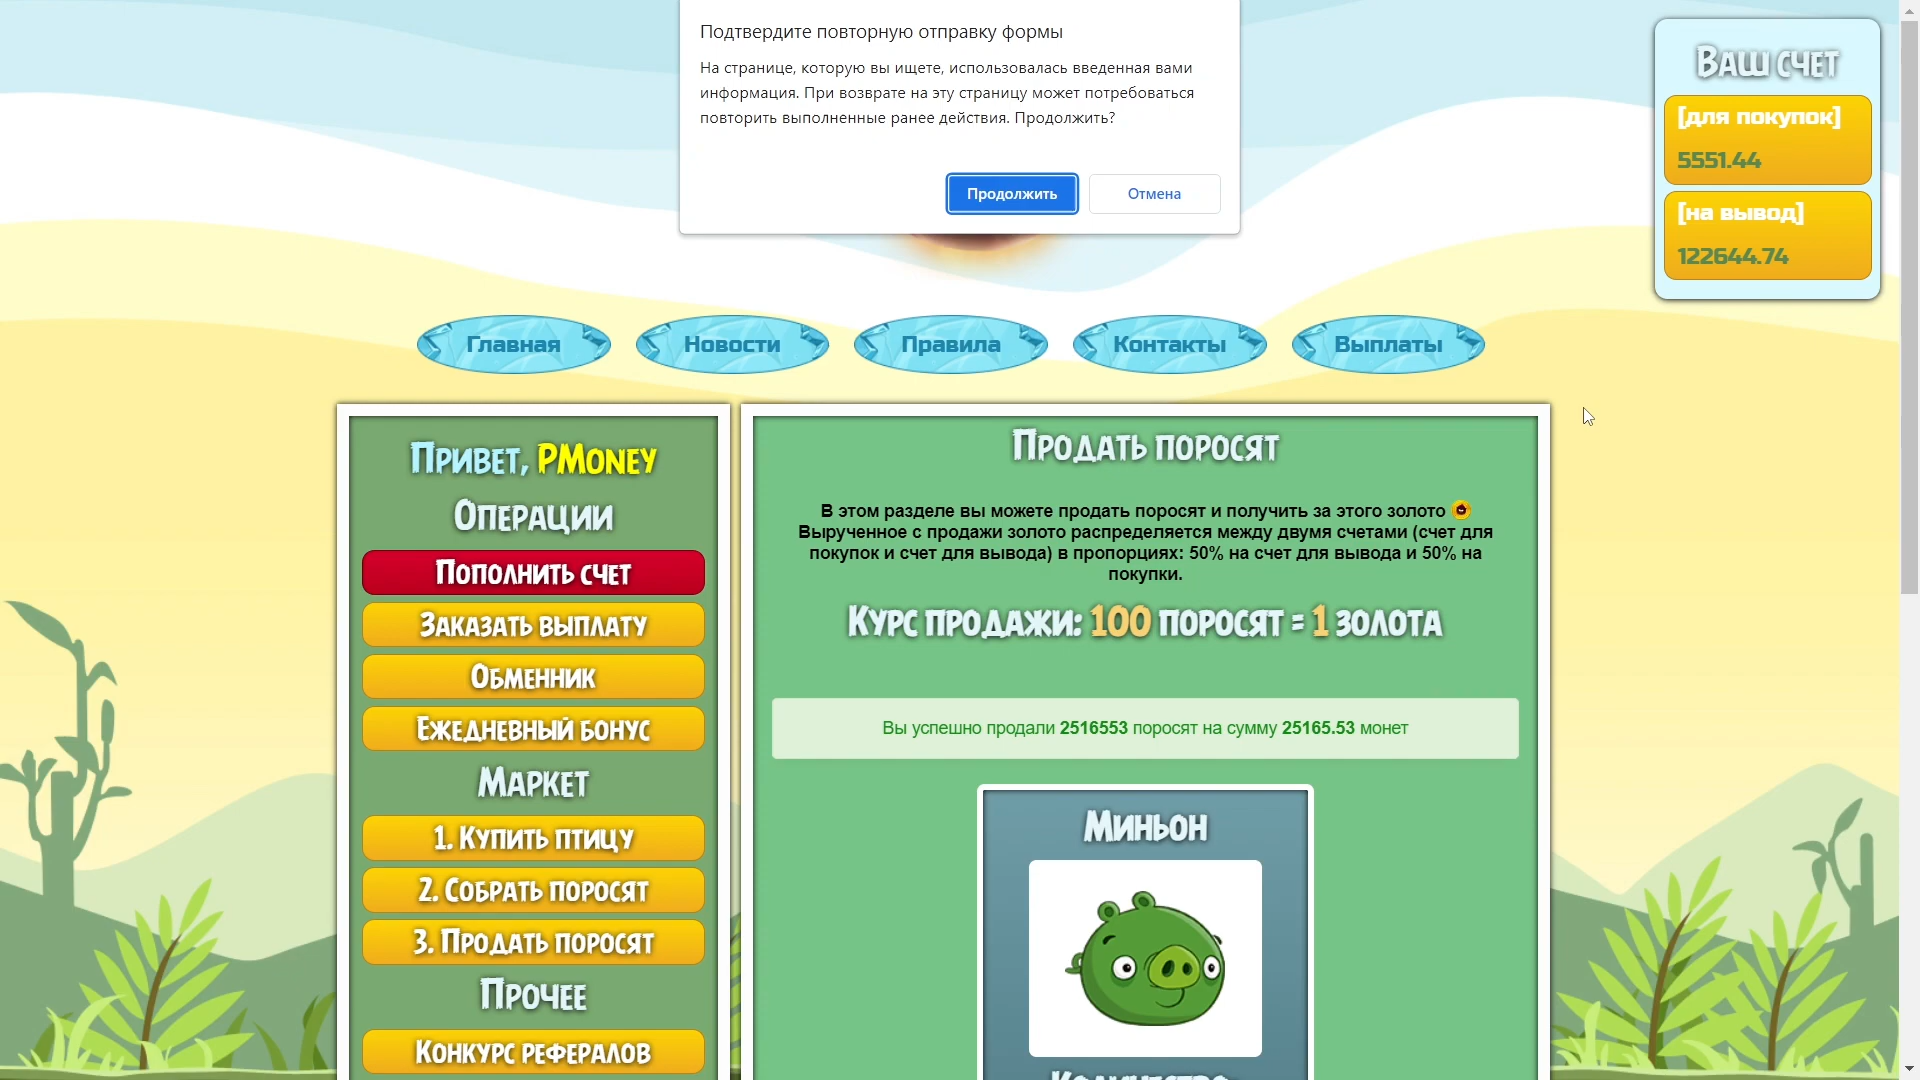 Подтвердите повторную отправку формы
На странице, которую вы ищете, использовалась введенная вами
информация. При возврате на эту страницу может потребоваться
повторить выполненные ранее действия. Продолжить?
Продолжить
Отмена
Ваш счет
[для покупок]
5551.44
[на вывод]
122644.74
Главная
Новости
Правила
Контакты
Выплаты
Привет, PMoney
Операции
Пополнить счет
Заказать выплату
Обменник
Ежедневный бонус
Маркет
1. Купить птицу
2. Собрать поросят
3. Продать поросят
Прочее
Конкурс рефералов
Продать поросят
В этом разделе вы можете продать поросят и получить за этого золото
Вырученное с продажи золото распределяется между двумя счетами (счет для
покупок и счет для вывода) в пропорциях: 50% на счет для вывода и 50% на
покупки.
Курс продажи: 100 поросят = 1 золота
Вы успешно продали 2516553 поросят на сумму 25165.53 монет
Миньон